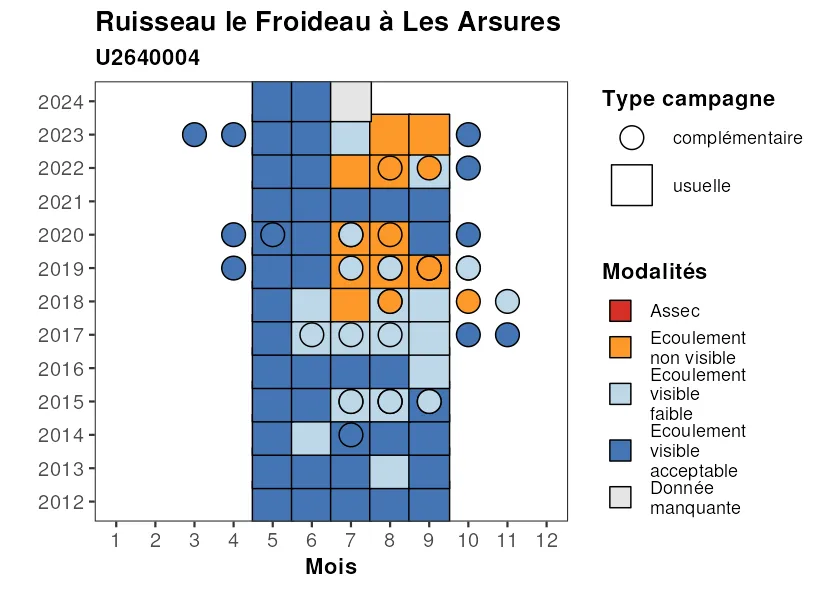 Ruisseau le Froideau à Les Arsures
U2640004
2024
2023
2022
2021
2020
2019
2018
2017
2016
2015
2014
2013
2012
1 2 3 4 5 6 7 8 9 10 11 12
Mois
Type campagne
complémentaire
usuelle
Modalités
Assec
Ecoulement
non visible
Ecoulement
visible
faible
Ecoulement
visible
acceptable
Donnée
manquante